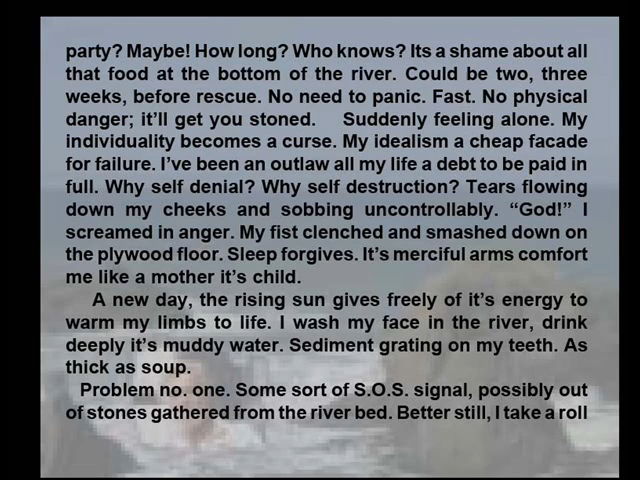 party? Maybe! How long? Who knows? Its a shame about all
that food at the bottom of the river. Could be two, three
weeks, before rescue. No need to panic. Fast. No physical
danger; it'll get you stoned. Suddenly feeling alone. My
individuality becomes a curse. My idealism a cheap facade
for failure. I've been an outlaw all my life a debt to be paid in
full. Why self denial? Why self destruction? Tears flowing
down my cheeks and sobbing uncontrollably. “God!” I
screamed in anger. My fist clenched and smashed down on
the plywood floor. Sleep forgives. It's merciful arms comfort
me like a mother it's child.
A new day, the rising sun gives freely of it's energy to
warm my limbs to life. I wash my face in the river, drink
deeply it's muddy water. Sediment grating on my teeth. As
thick as soup.
Problem no. one. Some sort of S.O.S. signal, possibly out
of stones gathered from the river bed. Better still, I take a roll